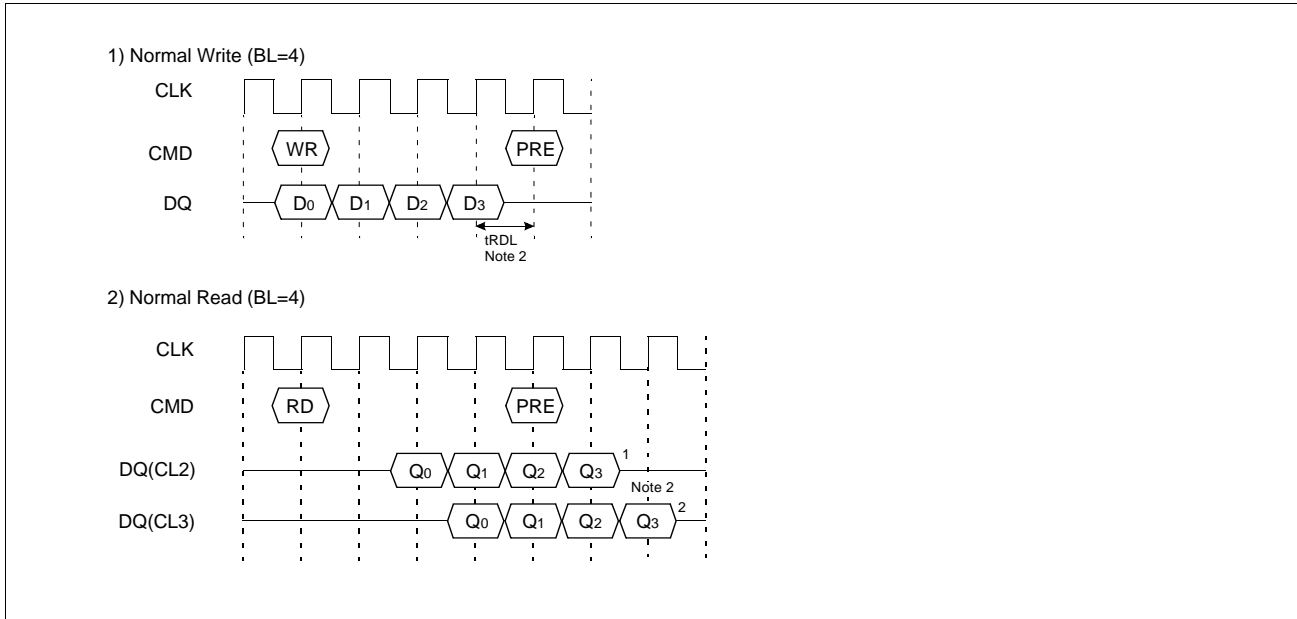 1) Normal Write (BL=4)
CLK
CMD WR PRE
DQ D0 D1 D2 D3
tRDL
Note 2
2) Normal Read (BL=4)
CLK
CMD RD PRE
DQ(CL2) Q0 Q1 Q2 Q3 1
Note 2
DQ(CL3) Q0 Q1 Q2 Q3 2